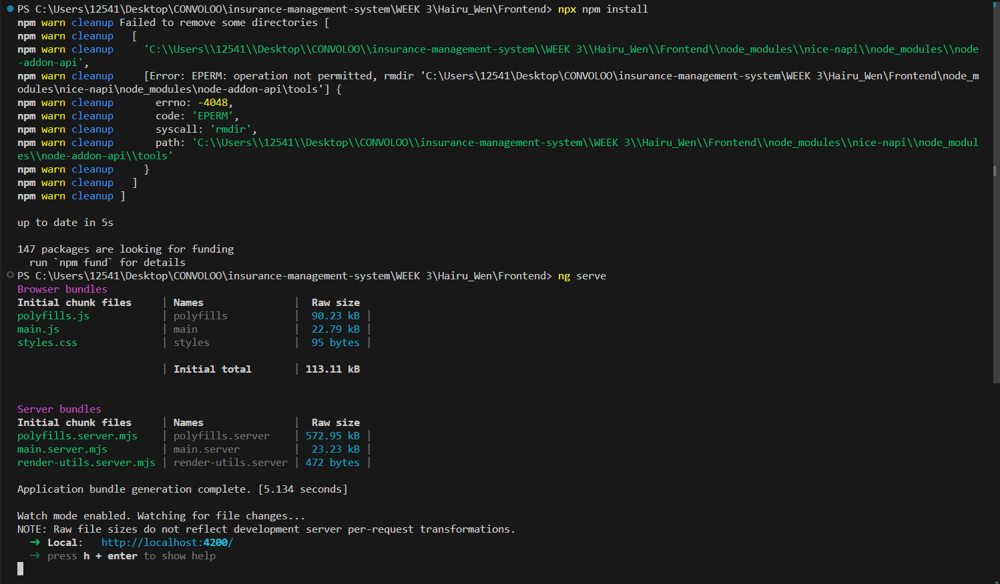 PS C:\Users\12541\Desktop\CONVOLOO\insurance-management-system\WEEK 3\Hairu_Wen\Frontend> npx npm install
npm warn cleanup Failed to remove some directories [
npm warn cleanup   [
npm warn cleanup     'C:\\Users\\12541\\Desktop\\CONVOLOO\\insurance-management-system\\WEEK 3\\Hairu_Wen\\Frontend\\node_modules\\nice-napi\\node_modules\\node
-addon-api',
npm warn cleanup     [Error: EPERM: operation not permitted, rmdir 'C:\Users\12541\Desktop\CONVOLOO\insurance-management-system\WEEK 3\Hairu_Wen\Frontend\node_m
odules\nice-napi\node_modules\node-addon-api\tools'] {
npm warn cleanup       errno: -4048,
npm warn cleanup       code: 'EPERM',
npm warn cleanup       syscall: 'rmdir',
npm warn cleanup       path: 'C:\\Users\\12541\\Desktop\\CONVOLOO\\insurance-management-system\\WEEK 3\\Hairu_Wen\\Frontend\\node_modules\\nice-napi\\node_modul
es\\node-addon-api\\tools'
npm warn cleanup     }
npm warn cleanup   ]
npm warn cleanup ]
up to date in 5s
147 packages are looking for funding
  run `npm fund` for details
PS C:\Users\12541\Desktop\CONVOLOO\insurance-management-system\WEEK 3\Hairu_Wen\Frontend> ng serve
Browser bundles
Initial chunk files     | Names               |  Raw size
polyfills.js            | polyfills           |  90.23 kB |
main.js                 | main                |  22.79 kB |
styles.css              | styles              |  95 bytes |
                        | Initial total       | 113.11 kB
Server bundles
Initial chunk files     | Names               |  Raw size
polyfills.server.mjs    | polyfills.server    | 572.95 kB |
main.server.mjs         | main.server         |  23.23 kB |
render-utils.server.mjs | render-utils.server | 472 bytes |
Application bundle generation complete. [5.134 seconds]
Watch mode enabled. Watching for file changes...
NOTE: Raw file sizes do not reflect development server per-request transformations.
  ➜ Local:   http://localhost:4200/
  ➜ press h + enter to show help